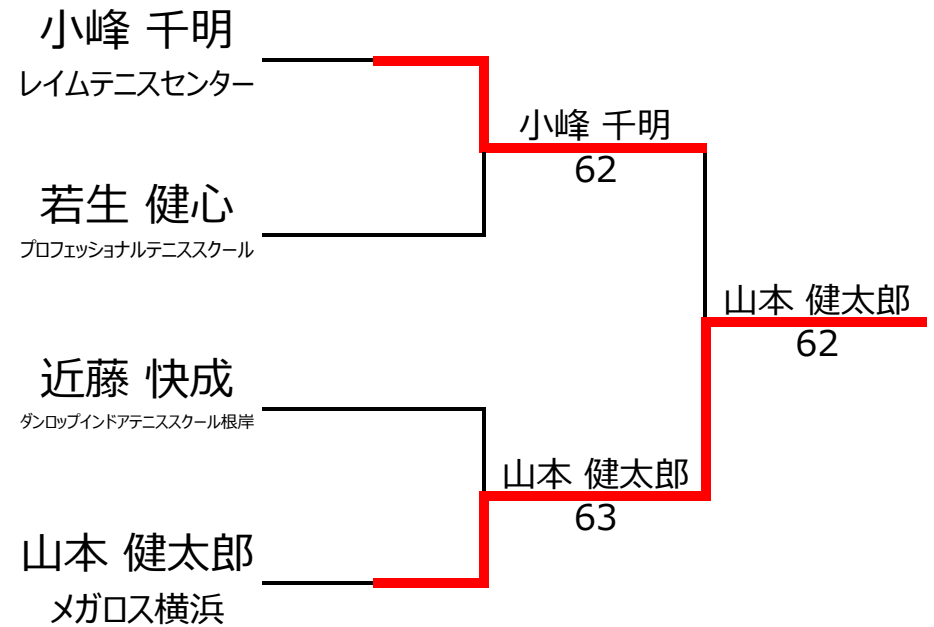 小峰 千明
レイムテニスセンター
小峰 千明
62
若生 健心
プロフェッショナルテニススクール
山本 健太郎
62
近藤 快成
ダンロップインドアテニススクール根岸
山本 健太郎
63
山本 健太郎
メガロス横浜